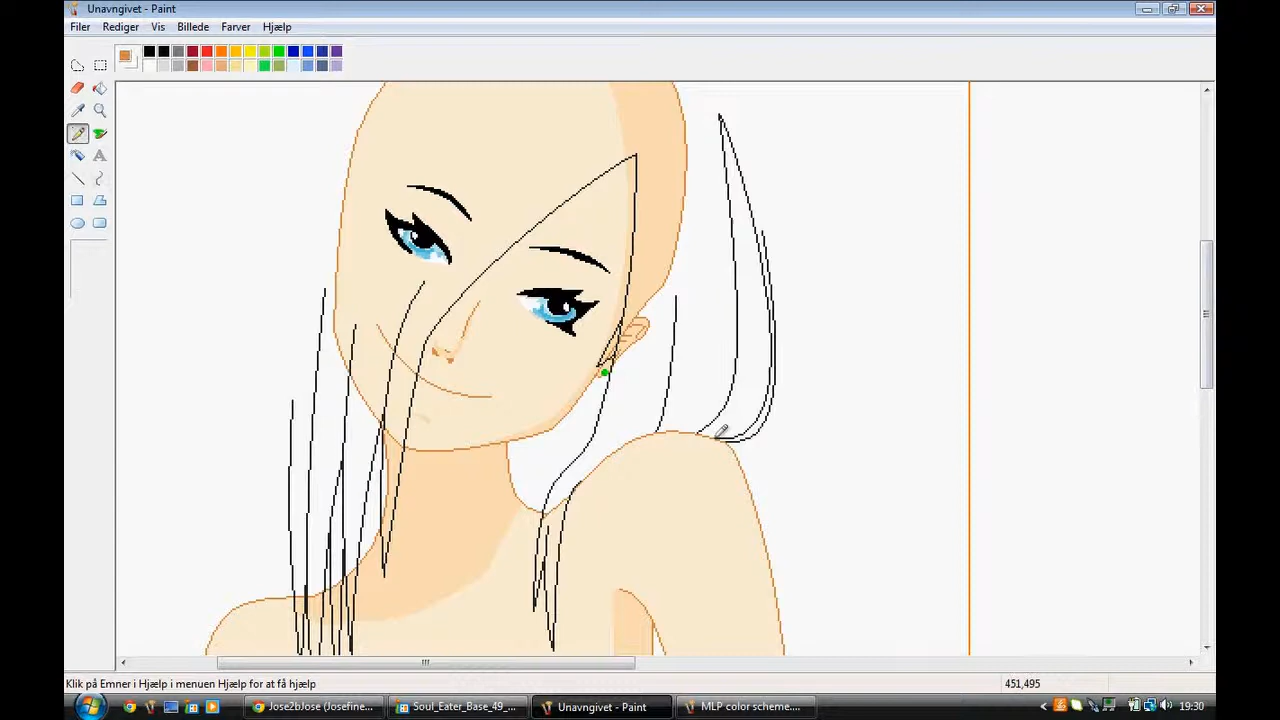 Unavngivet - Paint
Filer Rediger Vis Billede Farver Hjælp
A
Klik på Emner i Hjælp i menuen Hjælp for at få hjælp
451,495
Jose2bJose (Josefine...
Soul_Eater_Base_49_...
Unavngivet - Paint
MLP color scheme....
19:30